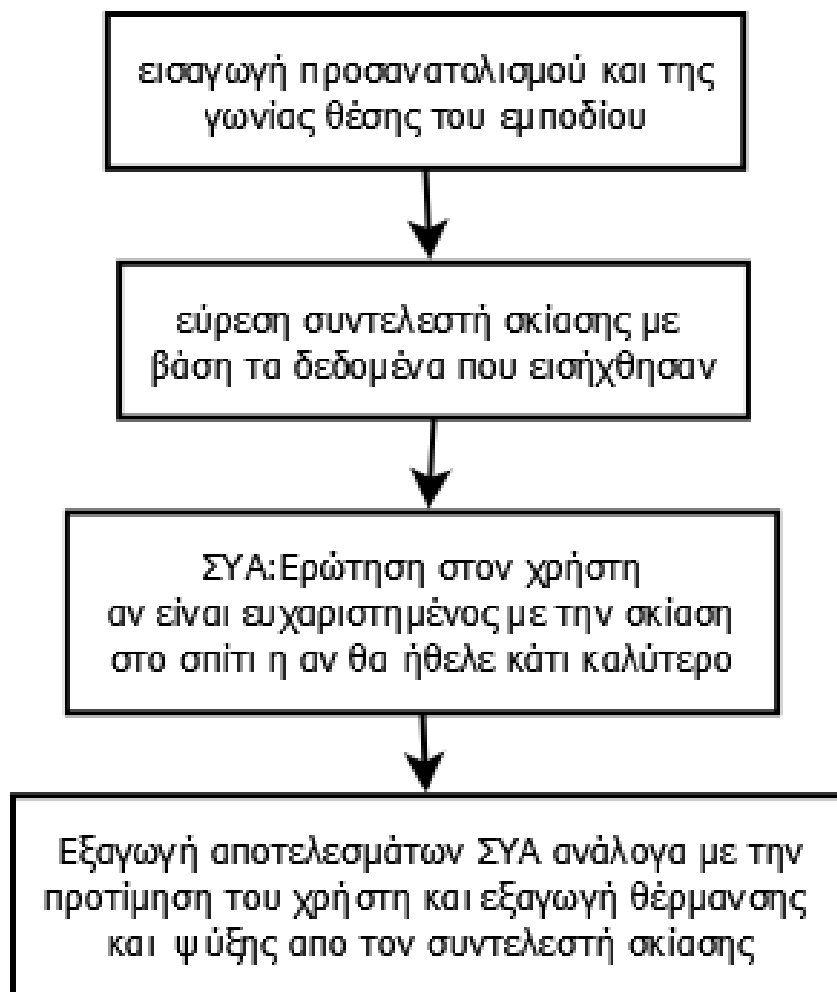 εισαγωγή προσανατολισμού και της
γωνίας θέσης του εμποδίου
εύρεση συντελεστή σκίασης με
βάση τα δεδομένα που εισήχθησαν
ΣΥΑ:Ερώτηση στον χρήστη
αν είναι ευχαριστημένος με την σκίαση
στο σπίτι η αν θα ήθελε κάτι καλύτερο
Εξαγωγή αποτελεσμάτων ΣΥΑ ανάλογα με την
προτίμηση του χρήστη και εξαγωγή θέρμανσης
και ψύξης απο τον συντελεστή σκίασης